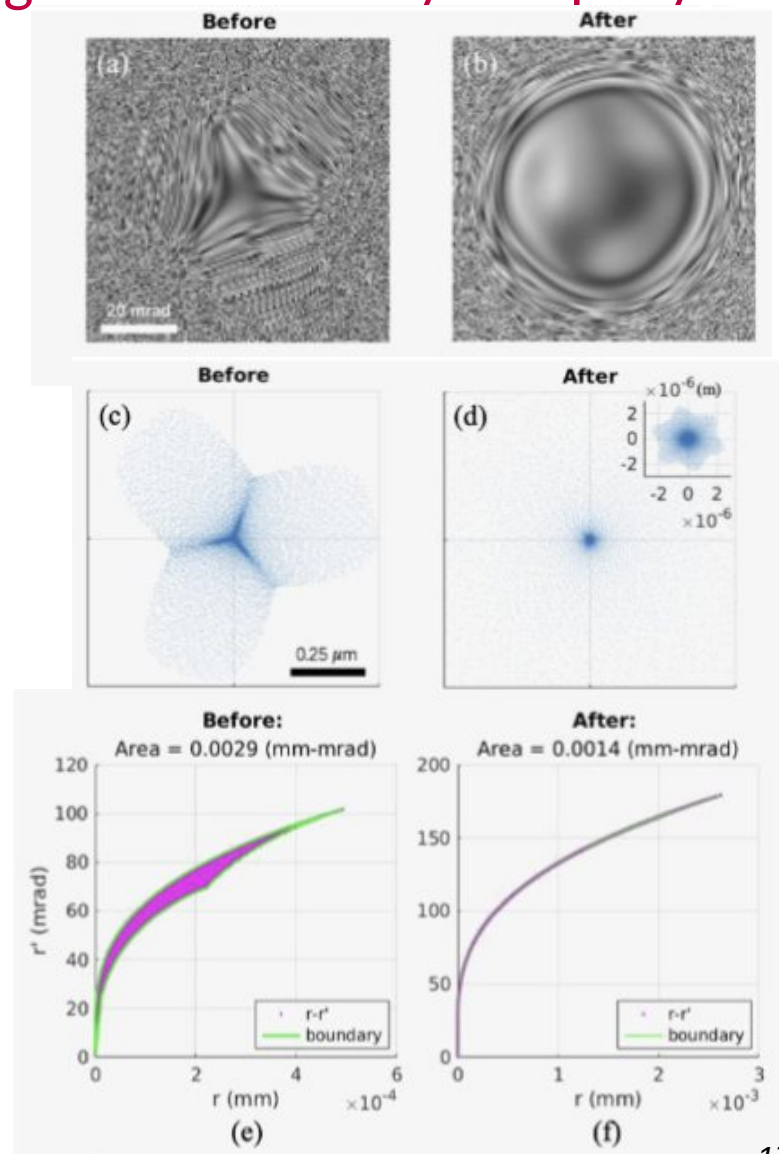 Before After
(a) (b)
20 mrad
Before After
(c) (d)
×10⁻⁶ (m)
2
0
-2
-2 0 2
×10⁻⁶
0.25 μm
Before: After:
Area = 0.0029 (mm-mrad) Area = 0.0014 (mm-mrad)
120
100
80
60
40
20
0
r' (mrad)
r-r'
boundary
0 2 4 6
r (mm) ×10⁻⁴
(e)
200
150
100
50
0
r-r'
boundary
0 1 2 3
r (mm) ×10⁻³
(f)